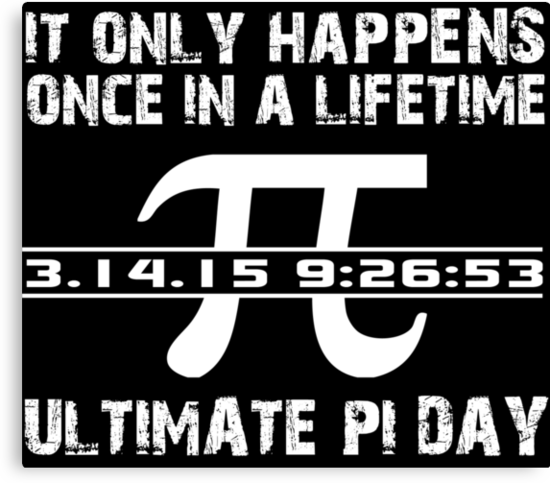 IT ONLY HAPPENS
ONCE IN A LIFETIME
π
3.14.15 9:26:53
ULTIMATE PI DAY